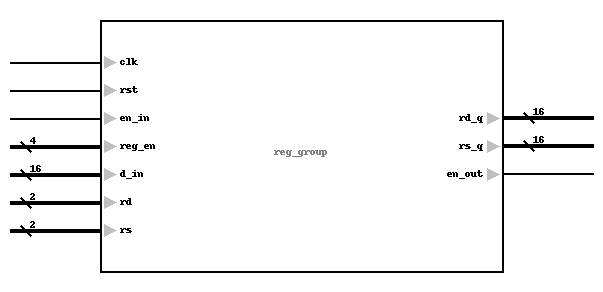 clk
rst
en_in
rd_q 16
4 reg_en
rs_q 16
reg_group
16 d_in
en_out
2 rd
2 rs